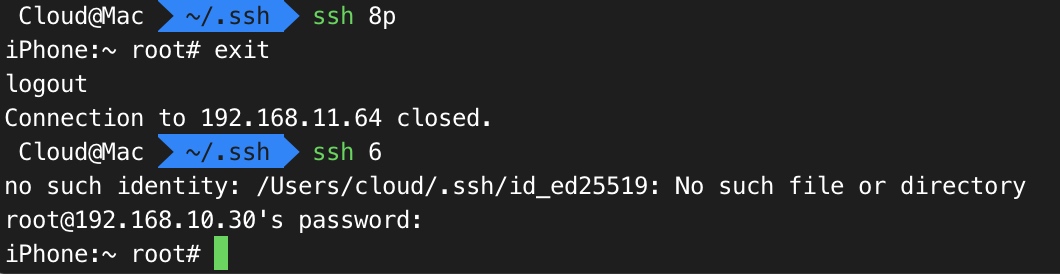 Cloud@Mac ~/.ssh ssh 8p
iPhone:~ root# exit
logout
Connection to 192.168.11.64 closed.
Cloud@Mac ~/.ssh ssh 6
no such identity: /Users/cloud/.ssh/id_ed25519: No such file or directory
root@192.168.10.30's password:
iPhone:~ root#